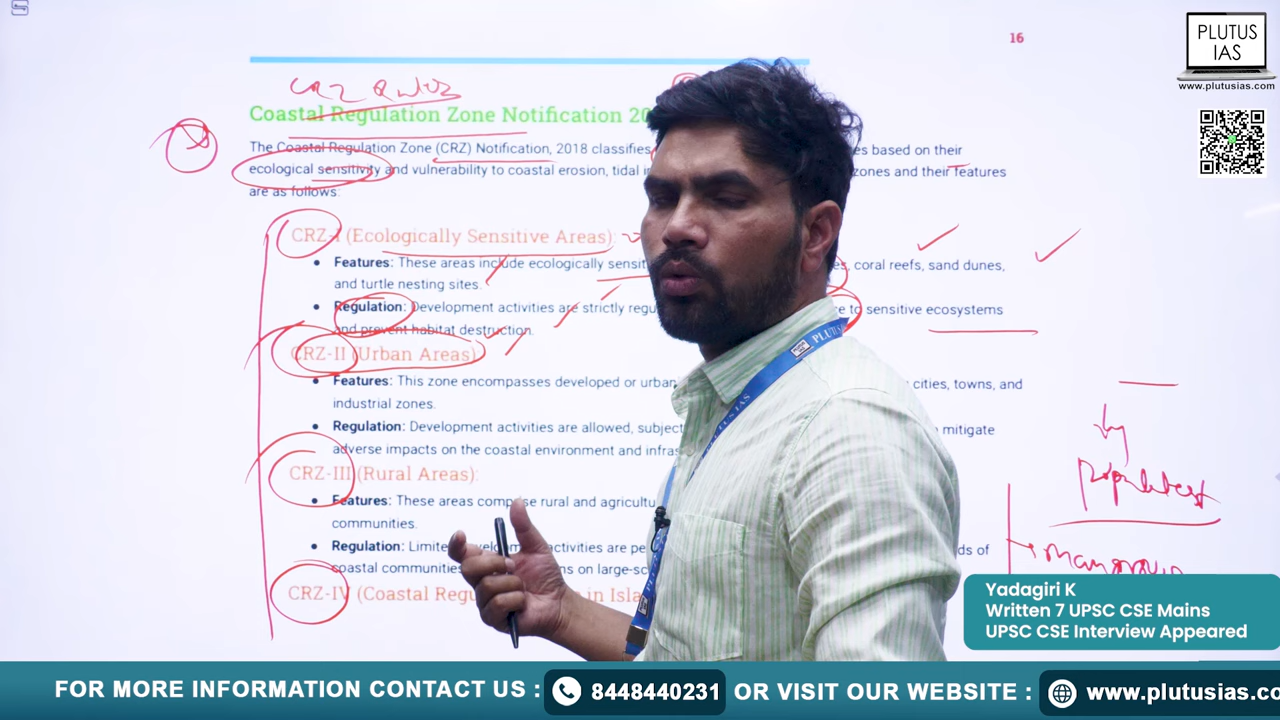 16
PLUTUS
IAS
www.plutusias.com
CRZ Rules
Coastal Regulation Zone Notification 20
The Coastal Regulation Zone (CRZ) Notification, 2018 classifies es based on their
ecological sensitivity and vulnerability to coastal erosion, tidal zones and their features
are as follows:
CRZ-I (Ecologically Sensitive Areas):
• Features: These areas include ecologically sensit coral reefs, sand dunes,
and turtle nesting sites.
• Regulation: Development activities are strictly regu to sensitive ecosystems
and prevent habitat destruction.
CRZ-II (Urban Areas)
• Features: This zone encompasses developed or urban cities, towns, and
industrial zones.
• Regulation: Development activities are allowed, subject mitigate
adverse impacts on the coastal environment and infras
by
CRZ-III (Rural Areas):
• Features: These areas comprise rural and agricultu
communities.
• Regulation: Limite development activities are pe ds of
coastal communities ns on large-sc
CRZ-IV (Coastal Regu in Isla
PLUTUS IAS
Yadagiri K
Written 7 UPSC CSE Mains
UPSC CSE Interview Appeared
FOR MORE INFORMATION CONTACT US : 8448440231 OR VISIT OUR WEBSITE : www.plutusias.co